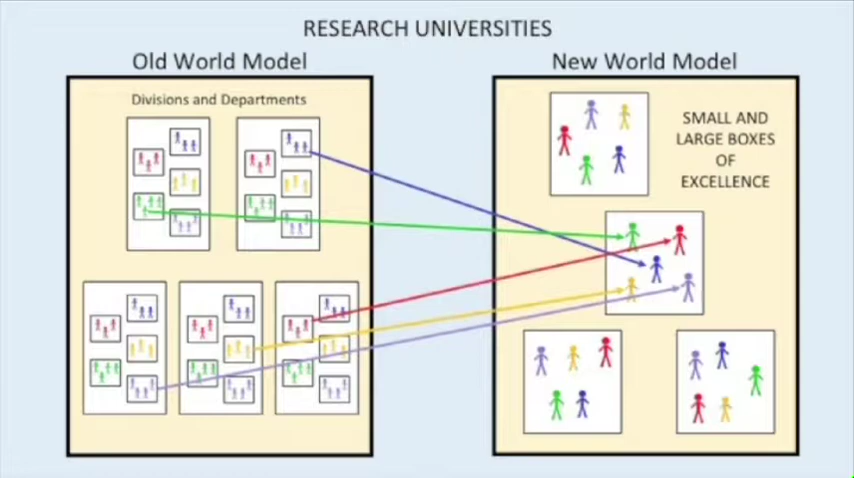 RESEARCH UNIVERSITIES
Old World Model
New World Model
Divisions and Departments
SMALL AND
LARGE BOXES
OF
EXCELLENCE